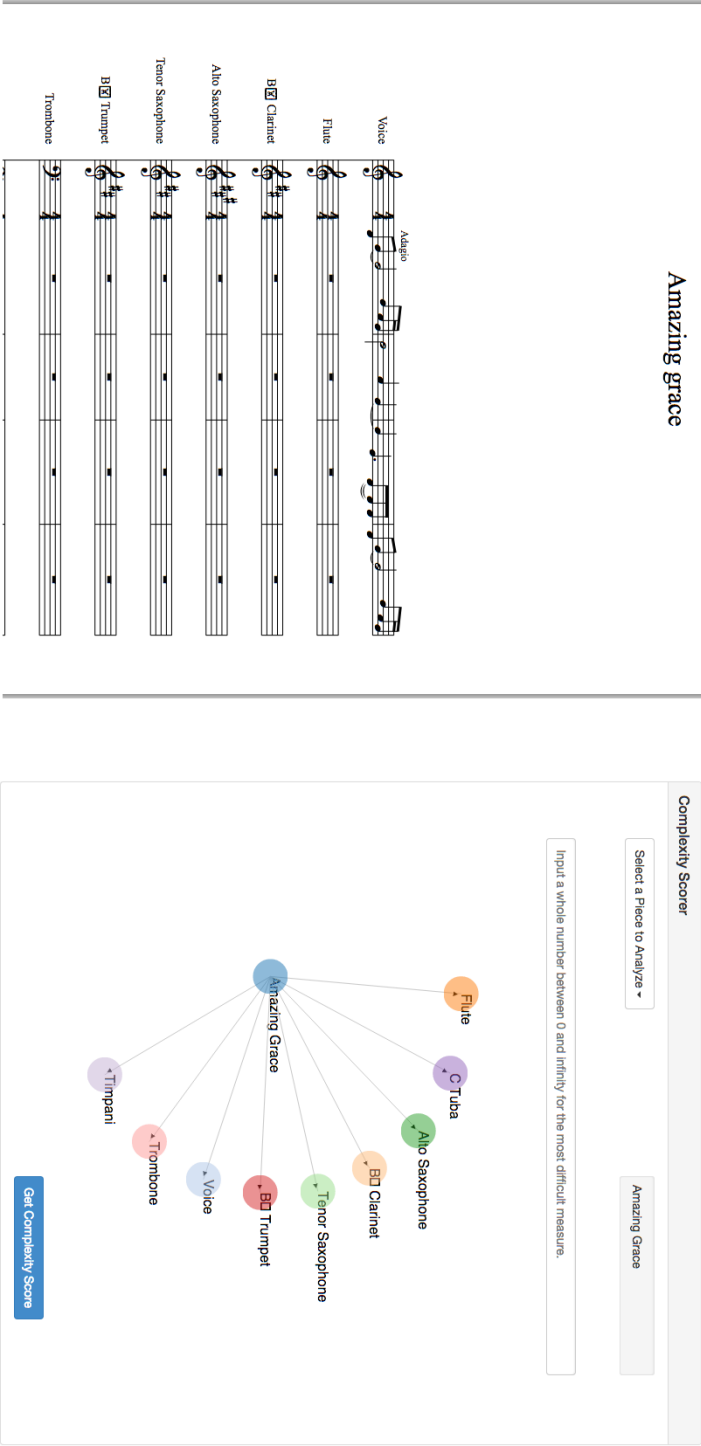 Amazing grace
Adagio
Voice
Flute
B☒ Clarinet
Alto Saxophone
Tenor Saxophone
B☒ Trumpet
Trombone
Complexity Scorer
Select a Piece to Analyze
Amazing Grace
Input a whole number between 0 and infinity for the most difficult measure.
Flute
C Tuba
Alto Saxophone
B□ Clarinet
Tenor Saxophone
Amazing Grace
B□ Trumpet
Voice
Trombone
Timpani
Get Complexity Score